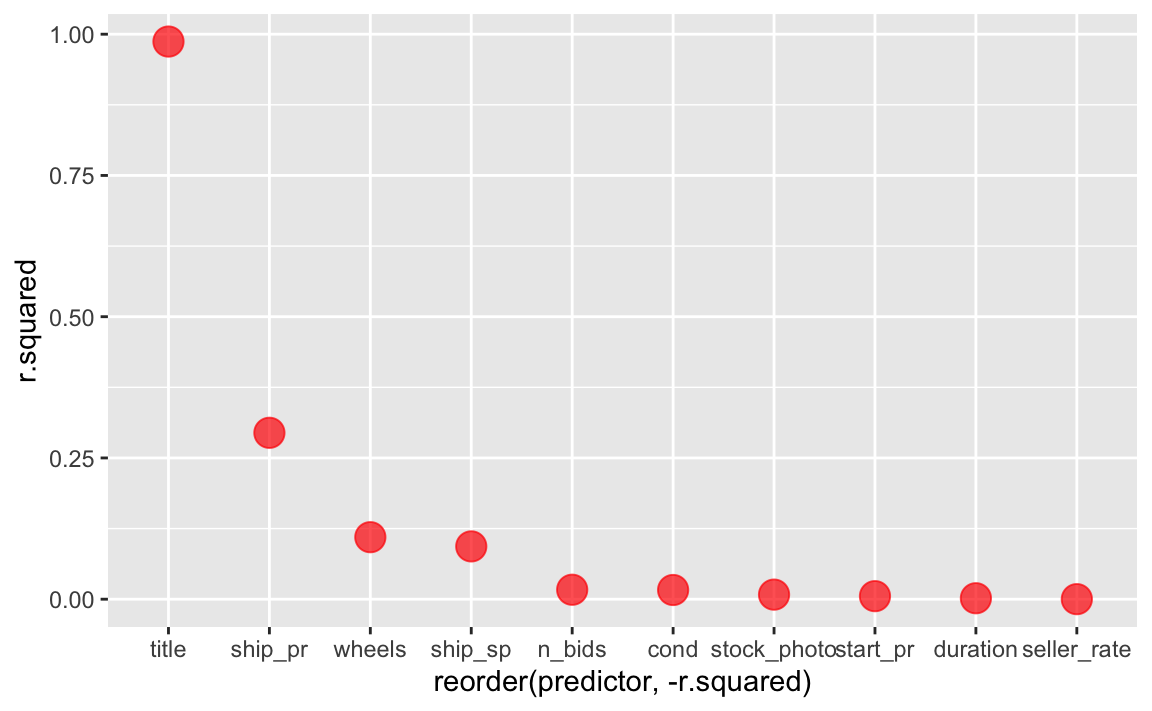 1.00
0.75
0.50
0.25
0.00
r.squared
title ship_pr wheels ship_sp n_bids cond stock_photo start_pr duration seller_rate
reorder(predictor, -r.squared)